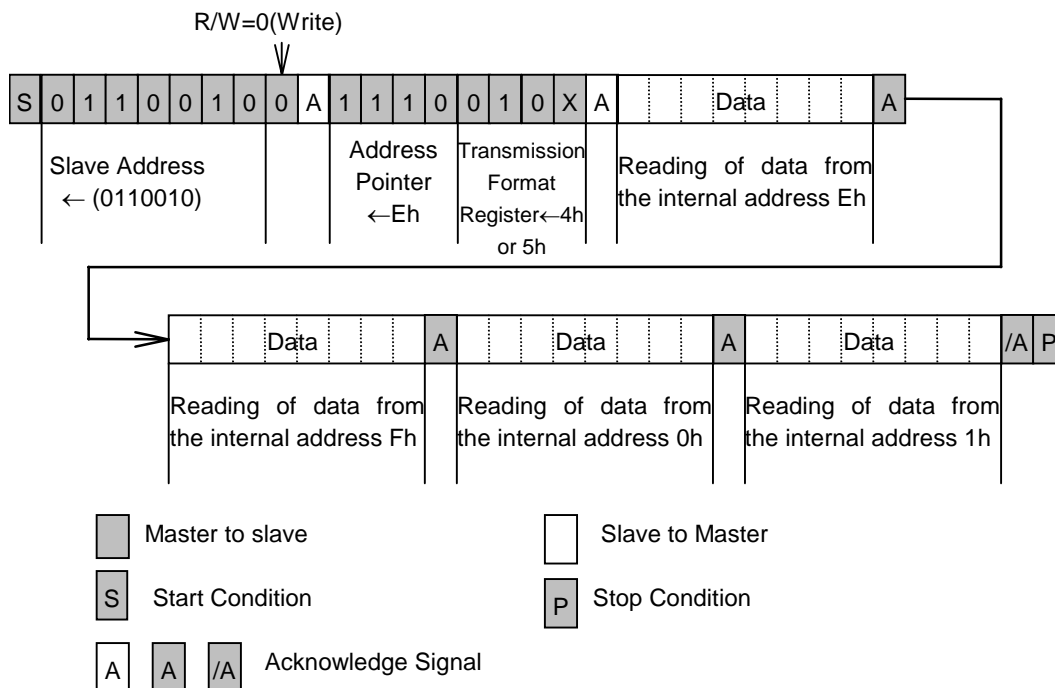 R/W=0(Write)
S 0 1 1 0 0 1 0 0 A 1 1 1 0 0 1 0 X A Data A
Slave Address
← (0110010)
Address
Pointer
←Eh
Transmission
Format
Register←4h
or 5h
Reading of data from
the internal address Eh
Data A Data A Data /A P
Reading of data from
the internal address Fh
Reading of data from
the internal address 0h
Reading of data from
the internal address 1h
Master to slave
Slave to Master
S Start Condition
P Stop Condition
A A /A Acknowledge Signal